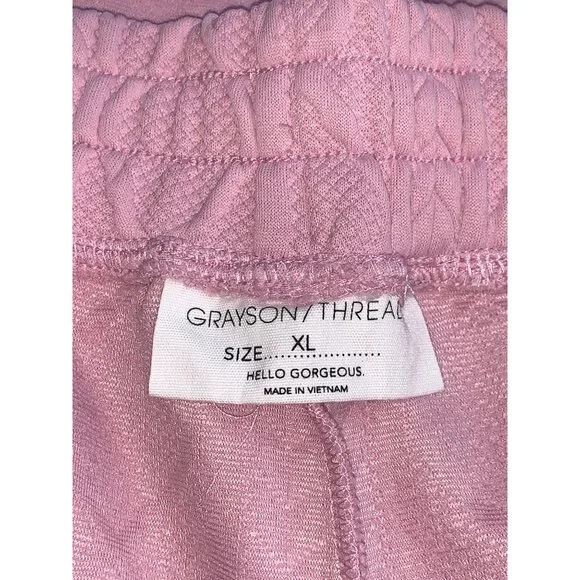 GRAYSON / THREAD
SIZE.......XL.............
HELLO GORGEOUS.
MADE IN VIETNAM